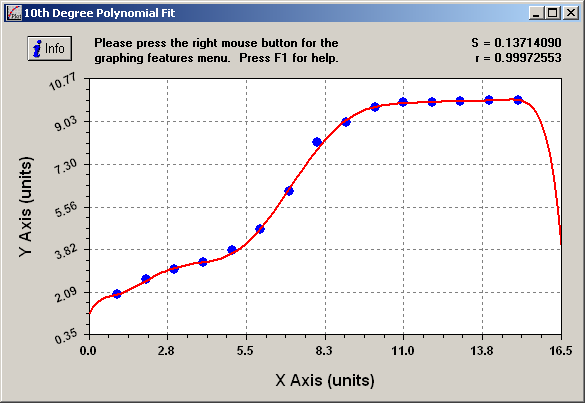 10th Degree Polynomial Fit
Info
Please press the right mouse button for the
graphing features menu. Press F1 for help.
S = 0.13714090
r = 0.99972553
Y Axis (units)
10.77
9.03
7.30
5.56
3.82
2.09
0.35
0.0 2.8 5.5 8.3 11.0 13.8 16.5
X Axis (units)